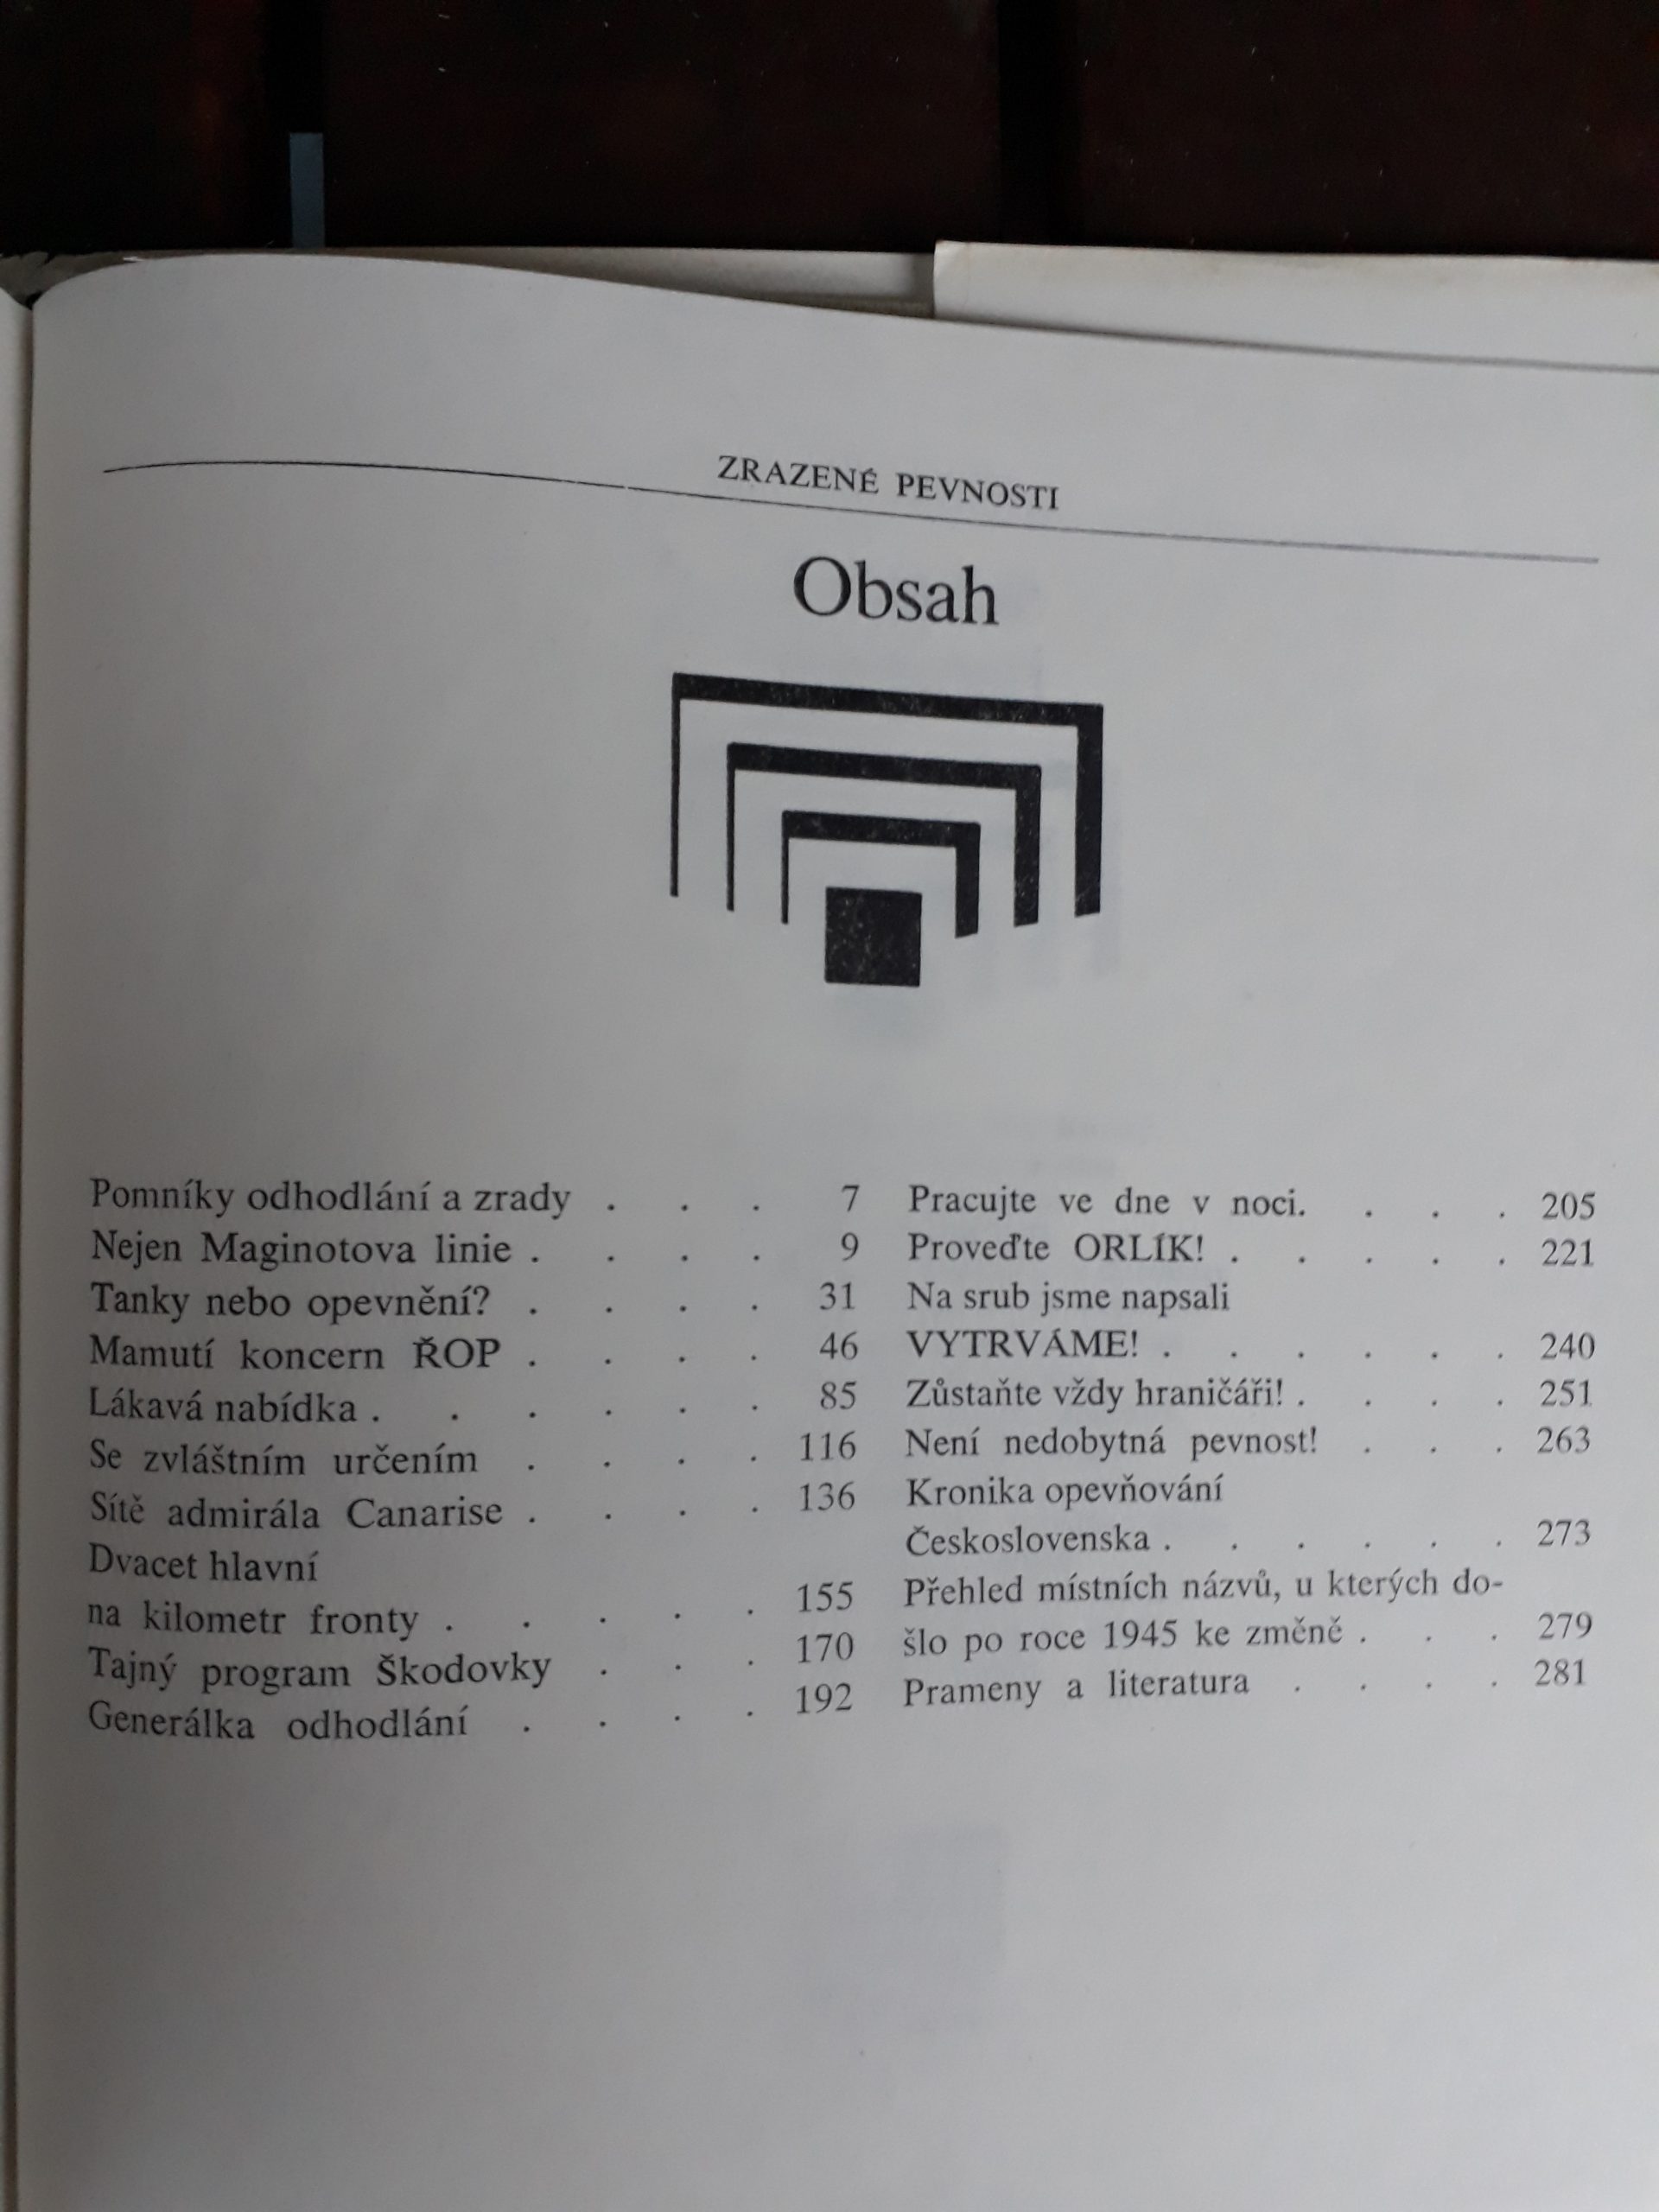 ZRAZENÉ PEVNOSTI
Obsah
Pomníky odhodlání a zrady . . . 7
Nejen Maginotova linie . . . . 9
Tanky nebo opevnění? . . . . 31
Mamutí koncern ŘOP . . . . 46
Lákavá nabídka . . . . . . 85
Se zvláštním určením . . . . 116
Sítě admirála Canarise . . . . 136
Dvacet hlavní
na kilometr fronty . . . . . 155
Tajný program Škodovky . . . 170
Generálka odhodlání . . . . 192
Pracujte ve dne v noci. . . . 205
Proveďte ORLÍK! . . . . . 221
Na srub jsme napsali
VYTRVÁME! . . . . . . 240
Zůstaňte vždy hraničáři! . . . . 251
Není nedobytná pevnost! . . . 263
Kronika opevňování
Československa . . . . . . 273
Přehled místních názvů, u kterých do-
šlo po roce 1945 ke změně . . . 279
Prameny a literatura . . . . 281